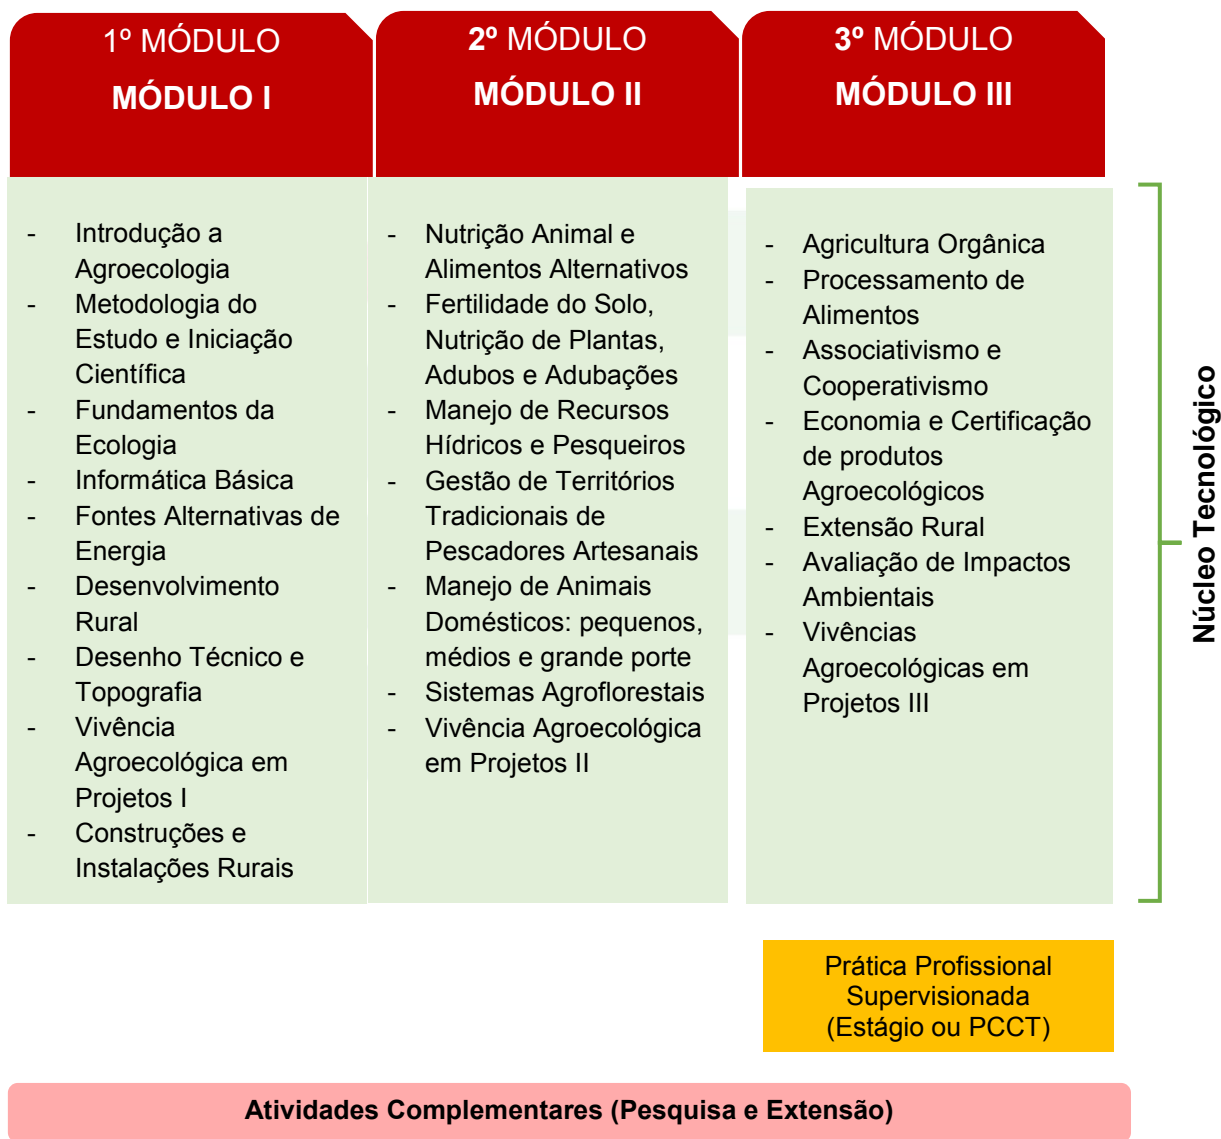 1º MÓDULO
MÓDULO I
- Introdução a
Agroecologia
- Metodologia do
Estudo e Iniciação
Científica
- Fundamentos da
Ecologia
- Informática Básica
- Fontes Alternativas de
Energia
- Desenvolvimento
Rural
- Desenho Técnico e
Topografia
- Vivência
Agroecológica em
Projetos I
- Construções e
Instalações Rurais
2º MÓDULO
MÓDULO II
- Nutrição Animal e
Alimentos Alternativos
- Fertilidade do Solo,
Nutrição de Plantas,
Adubos e Adubações
- Manejo de Recursos
Hídricos e Pesqueiros
- Gestão de Territórios
Tradicionais de
Pescadores Artesanais
- Manejo de Animais
Domésticos: pequenos,
médios e grande porte
- Sistemas Agroflorestais
- Vivência Agroecológica
em Projetos II
3º MÓDULO
MÓDULO III
- Agricultura Orgânica
- Processamento de
Alimentos
- Associativismo e
Cooperativismo
- Economia e Certificação
de produtos
Agroecológicos
- Extensão Rural
- Avaliação de Impactos
Ambientais
- Vivências
Agroecológicas em
Projetos III
Núcleo Tecnológico
Prática Profissional
Supervisionada
(Estágio ou PCCT)
Atividades Complementares (Pesquisa e Extensão)